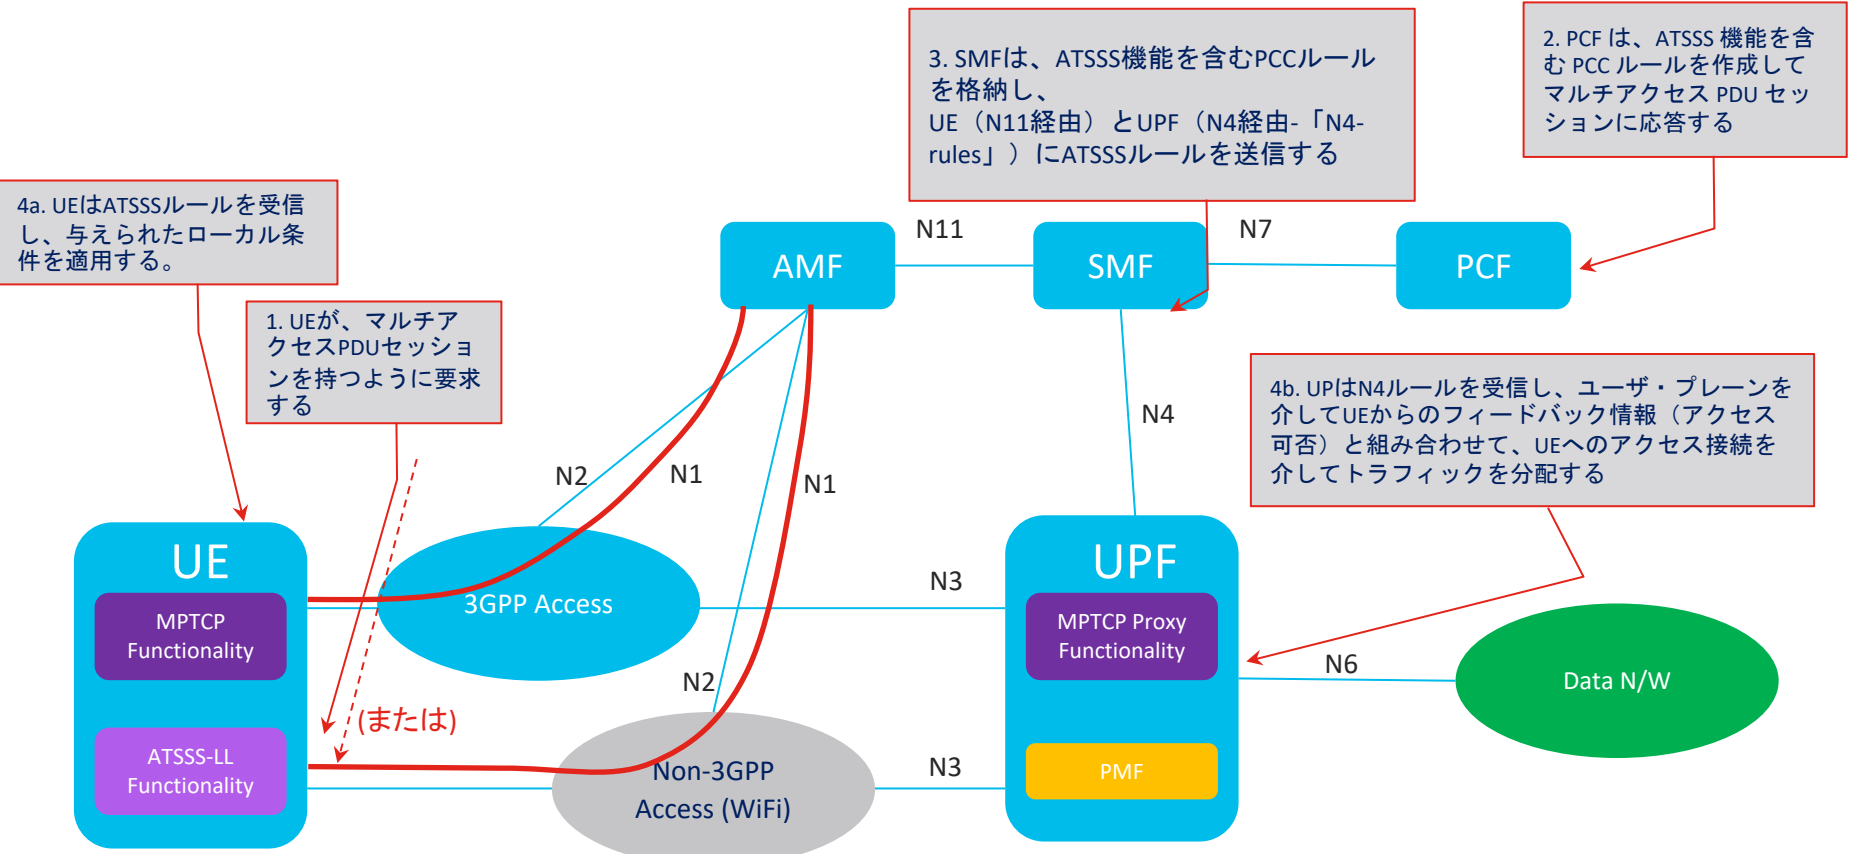 3. SMFは、ATSSS機能を含むPCCルール
を格納し、
UE（N11経由）とUPF（N4経由-「N4-
rules」）にATSSSルールを送信する
2. PCF は、ATSSS 機能を含
む PCC ルールを作成して
マルチアクセス PDU セッ
ションに応答する
4a. UEはATSSSルールを受信
し、与えられたローカル条
件を適用する。
1. UEが、マルチア
クセスPDUセッショ
ンを持つように要求
する
AMF
N11
SMF
N7
PCF
4b. UPはN4ルールを受信し、ユーザ・プレーンを
介してUEからのフィードバック情報（アクセス
可否）と組み合わせて、UEへのアクセス接続を
介してトラフィックを分配する
N4
N2
N1
N1
UE
MPTCP
Functionality
ATSSS-LL
Functionality
(または)
3GPP Access
N3
N2
Non-3GPP
Access (WiFi)
N3
UPF
MPTCP Proxy
Functionality
PMF
N6
Data N/W